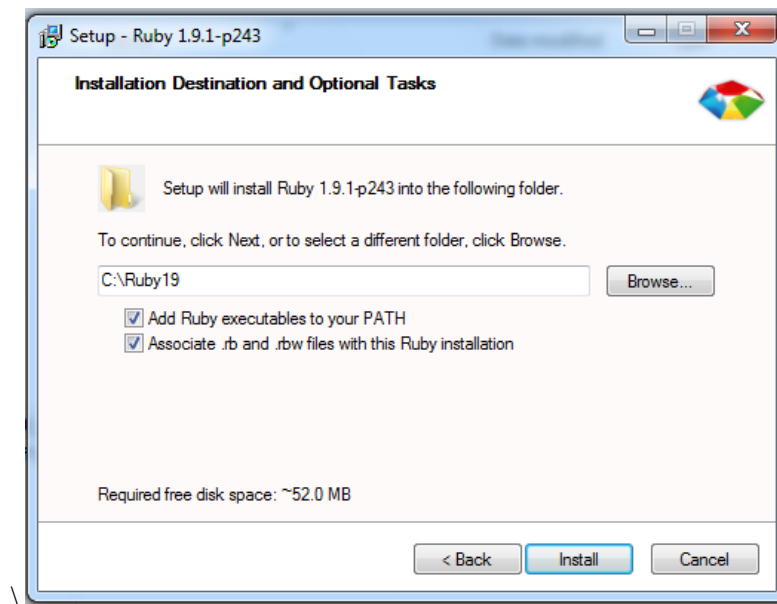 Setup - Ruby 1.9.1-p243
Installation Destination and Optional Tasks
Setup will install Ruby 1.9.1-p243 into the following folder.
To continue, click Next, or to select a different folder, click Browse.
C:\Ruby19
Browse...
Add Ruby executables to your PATH
Associate .rb and .rbw files with this Ruby installation
Required free disk space: ~52.0 MB
< Back Install Cancel
\